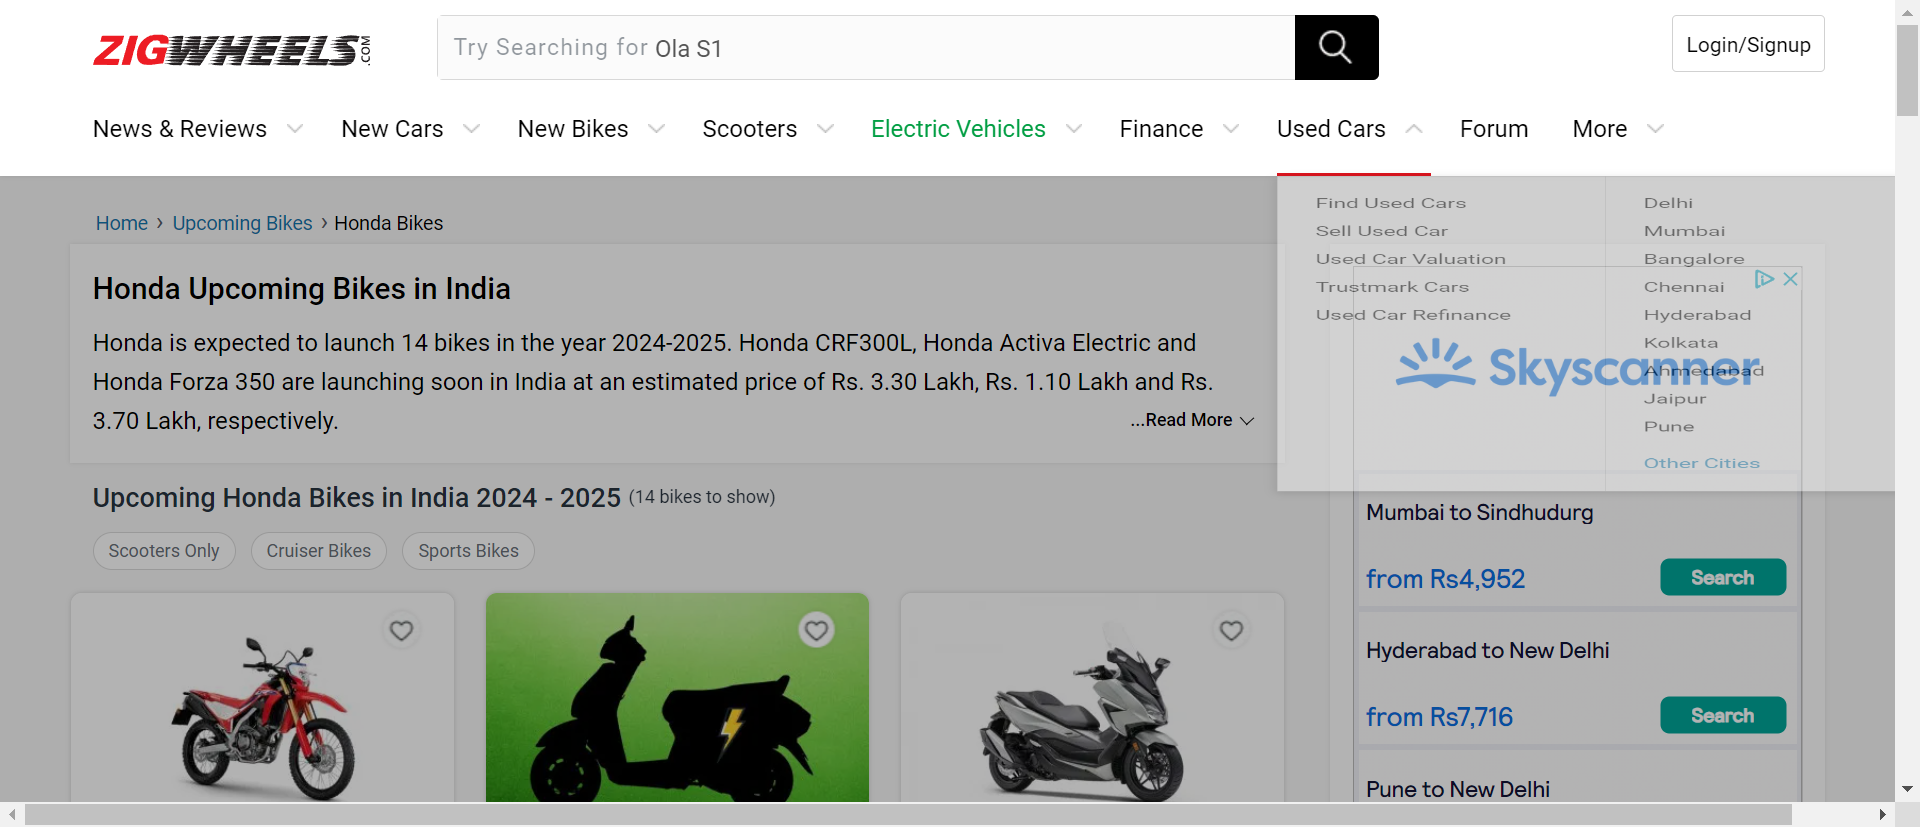 ZIGWHEELS.COM
Try Searching for Ola S1
Login/Signup
News & Reviews
New Cars
New Bikes
Scooters
Electric Vehicles
Finance
Used Cars
Forum
More
Find Used Cars
Sell Used Car
Used Car Valuation
Trustmark Cars
Used Car Refinance
Delhi
Mumbai
Bangalore
Chennai
Hyderabad
Kolkata
Ahmedabad
Jaipur
Pune
Other Cities
Home › Upcoming Bikes › Honda Bikes
Honda Upcoming Bikes in India
Honda is expected to launch 14 bikes in the year 2024-2025. Honda CRF300L, Honda Activa Electric and
Honda Forza 350 are launching soon in India at an estimated price of Rs. 3.30 Lakh, Rs. 1.10 Lakh and Rs.
3.70 Lakh, respectively.
...Read More
Upcoming Honda Bikes in India 2024 - 2025 (14 bikes to show)
Scooters Only
Cruiser Bikes
Sports Bikes
Skyscanner
Mumbai to Sindhudurg
from Rs4,952
Search
Hyderabad to New Delhi
from Rs7,716
Search
Pune to New Delhi